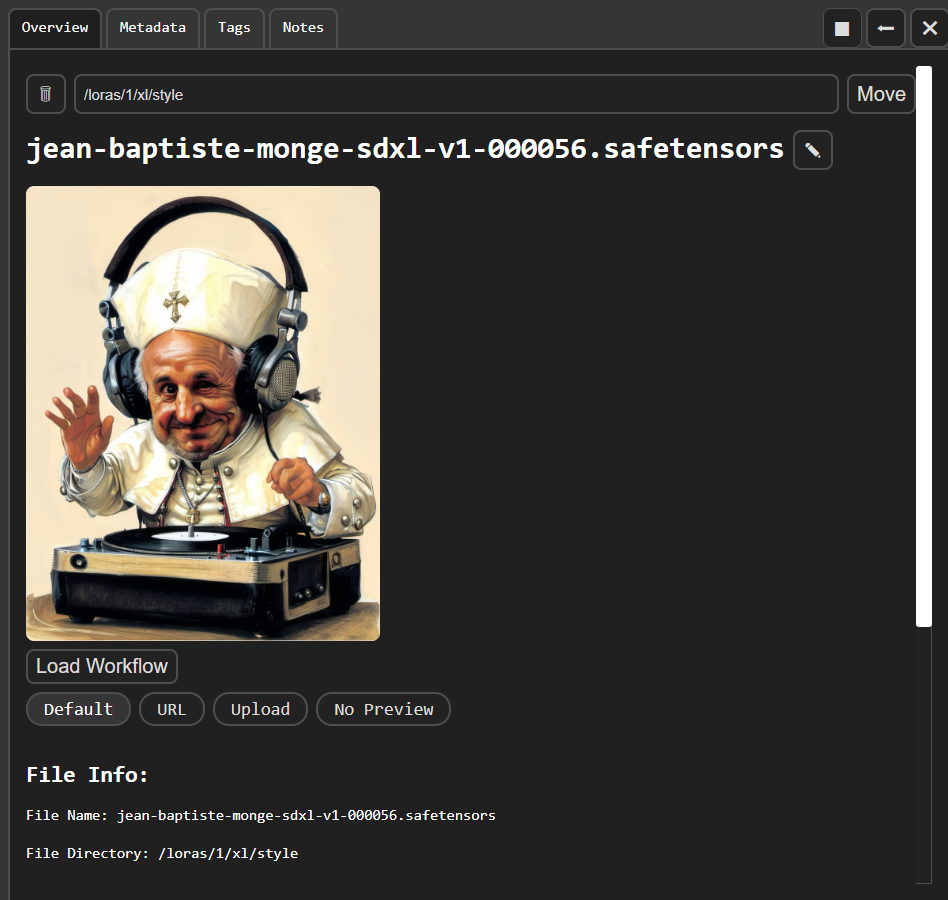 Overview Metadata Tags Notes
/loras/1/xl/style Move
jean-baptiste-monge-sdxl-v1-000056.safetensors
Load Workflow
Default URL Upload No Preview
File Info:
File Name: jean-baptiste-monge-sdxl-v1-000056.safetensors
File Directory: /loras/1/xl/style